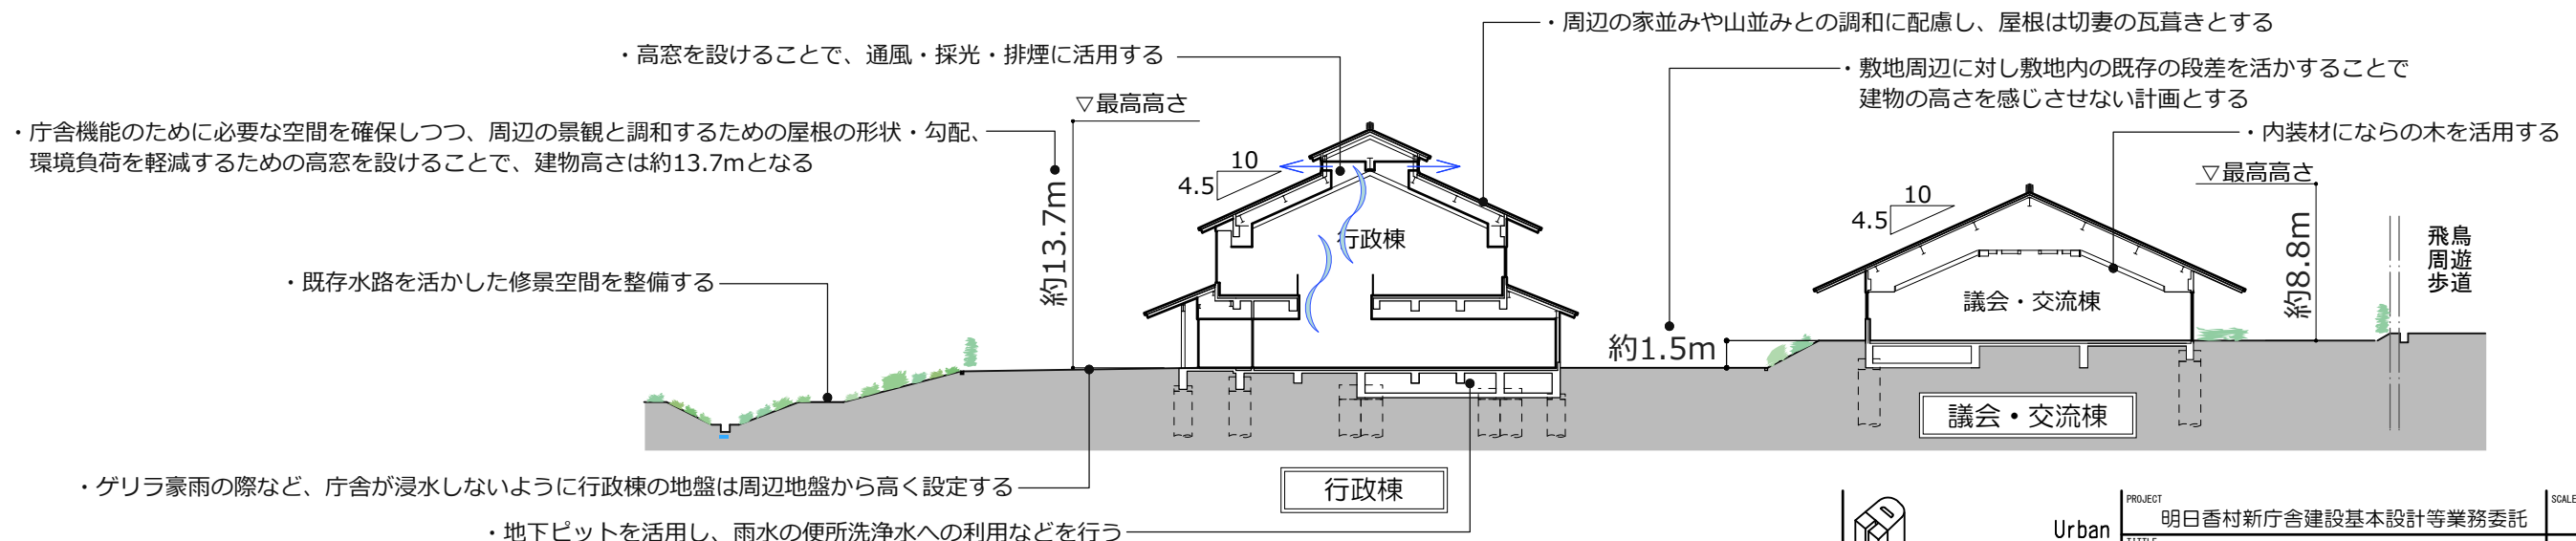 ・周辺の家並みや山並みとの調和に配慮し、屋根は切妻の瓦葺きとする
・高窓を設けることで、通風・採光・排煙に活用する
・敷地周辺に対し敷地内の既存の段差を活かすることで
建物の高さを感じさせない計画とする
▽最高高さ
・庁舎機能のために必要な空間を確保しつつ、周辺の景観と調和するための屋根の形状・勾配、
環境負荷を軽減するための高窓を設けることで、建物高さは約13.7mとなる
・内装材にならの木を活用する
10
4.5
▽最高高さ
10
4.5
約13.7m
行政棟
約8.8m
飛鳥
周遊
歩道
・既存水路を活かした修景空間を整備する
議会・交流棟
約1.5m
議会・交流棟
・ゲリラ豪雨の際など、庁舎が浸水しないように行政棟の地盤は周辺地盤から高く設定する
行政棟
・地下ピットを活用し、雨水の便所洗浄水への利用などを行う
Urban
PROJECT
明日香村新庁舎建設基本設計等業務委託
SCALE